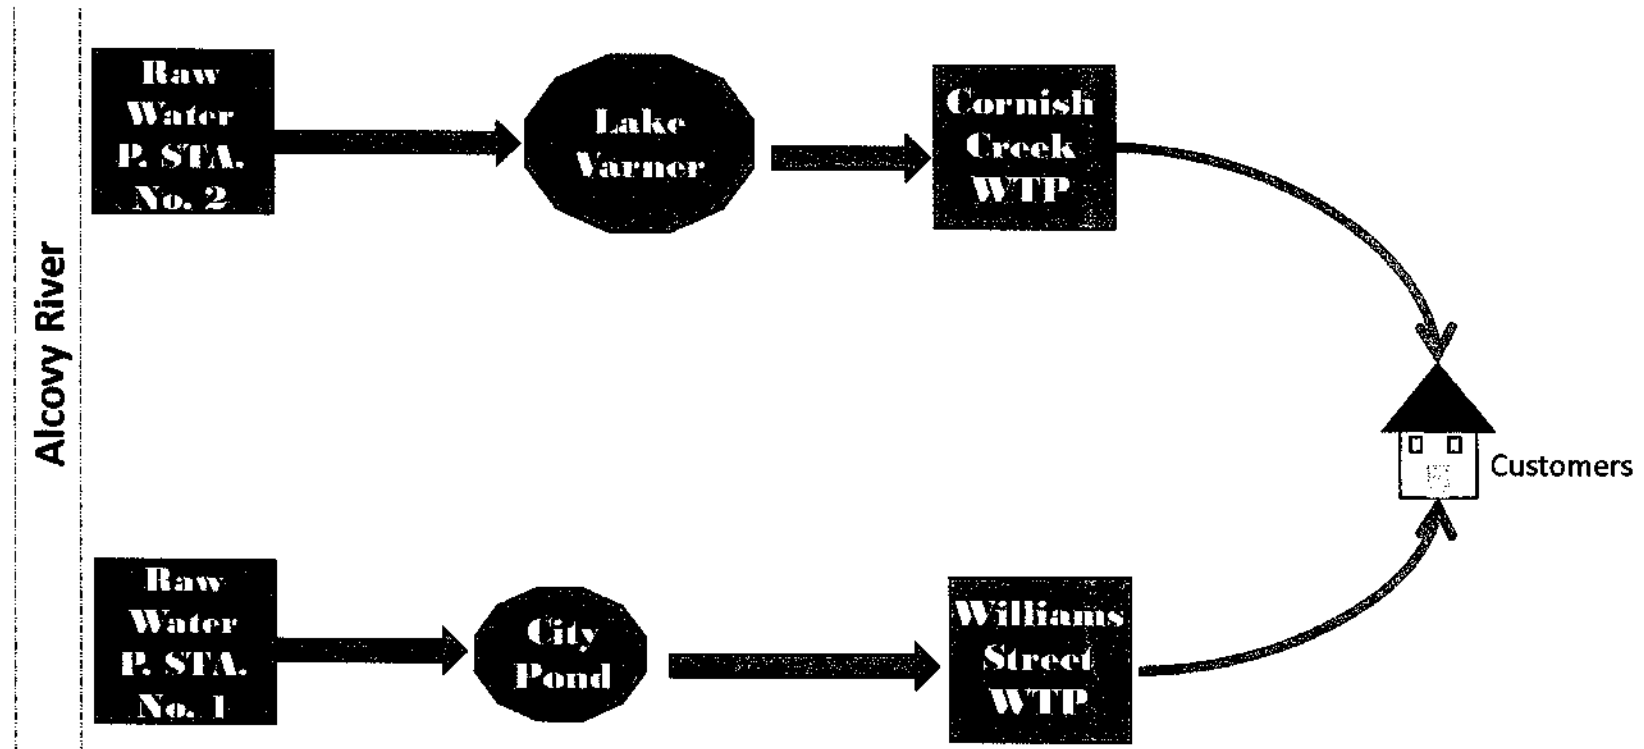 Alcovy River
Raw
Water
P. STA.
No. 2
Lake
Varner
Cornish
Creek
WTP
Customers
Raw
Water
P. STA.
No. 1
City
Pond
Williams
Street
WTP